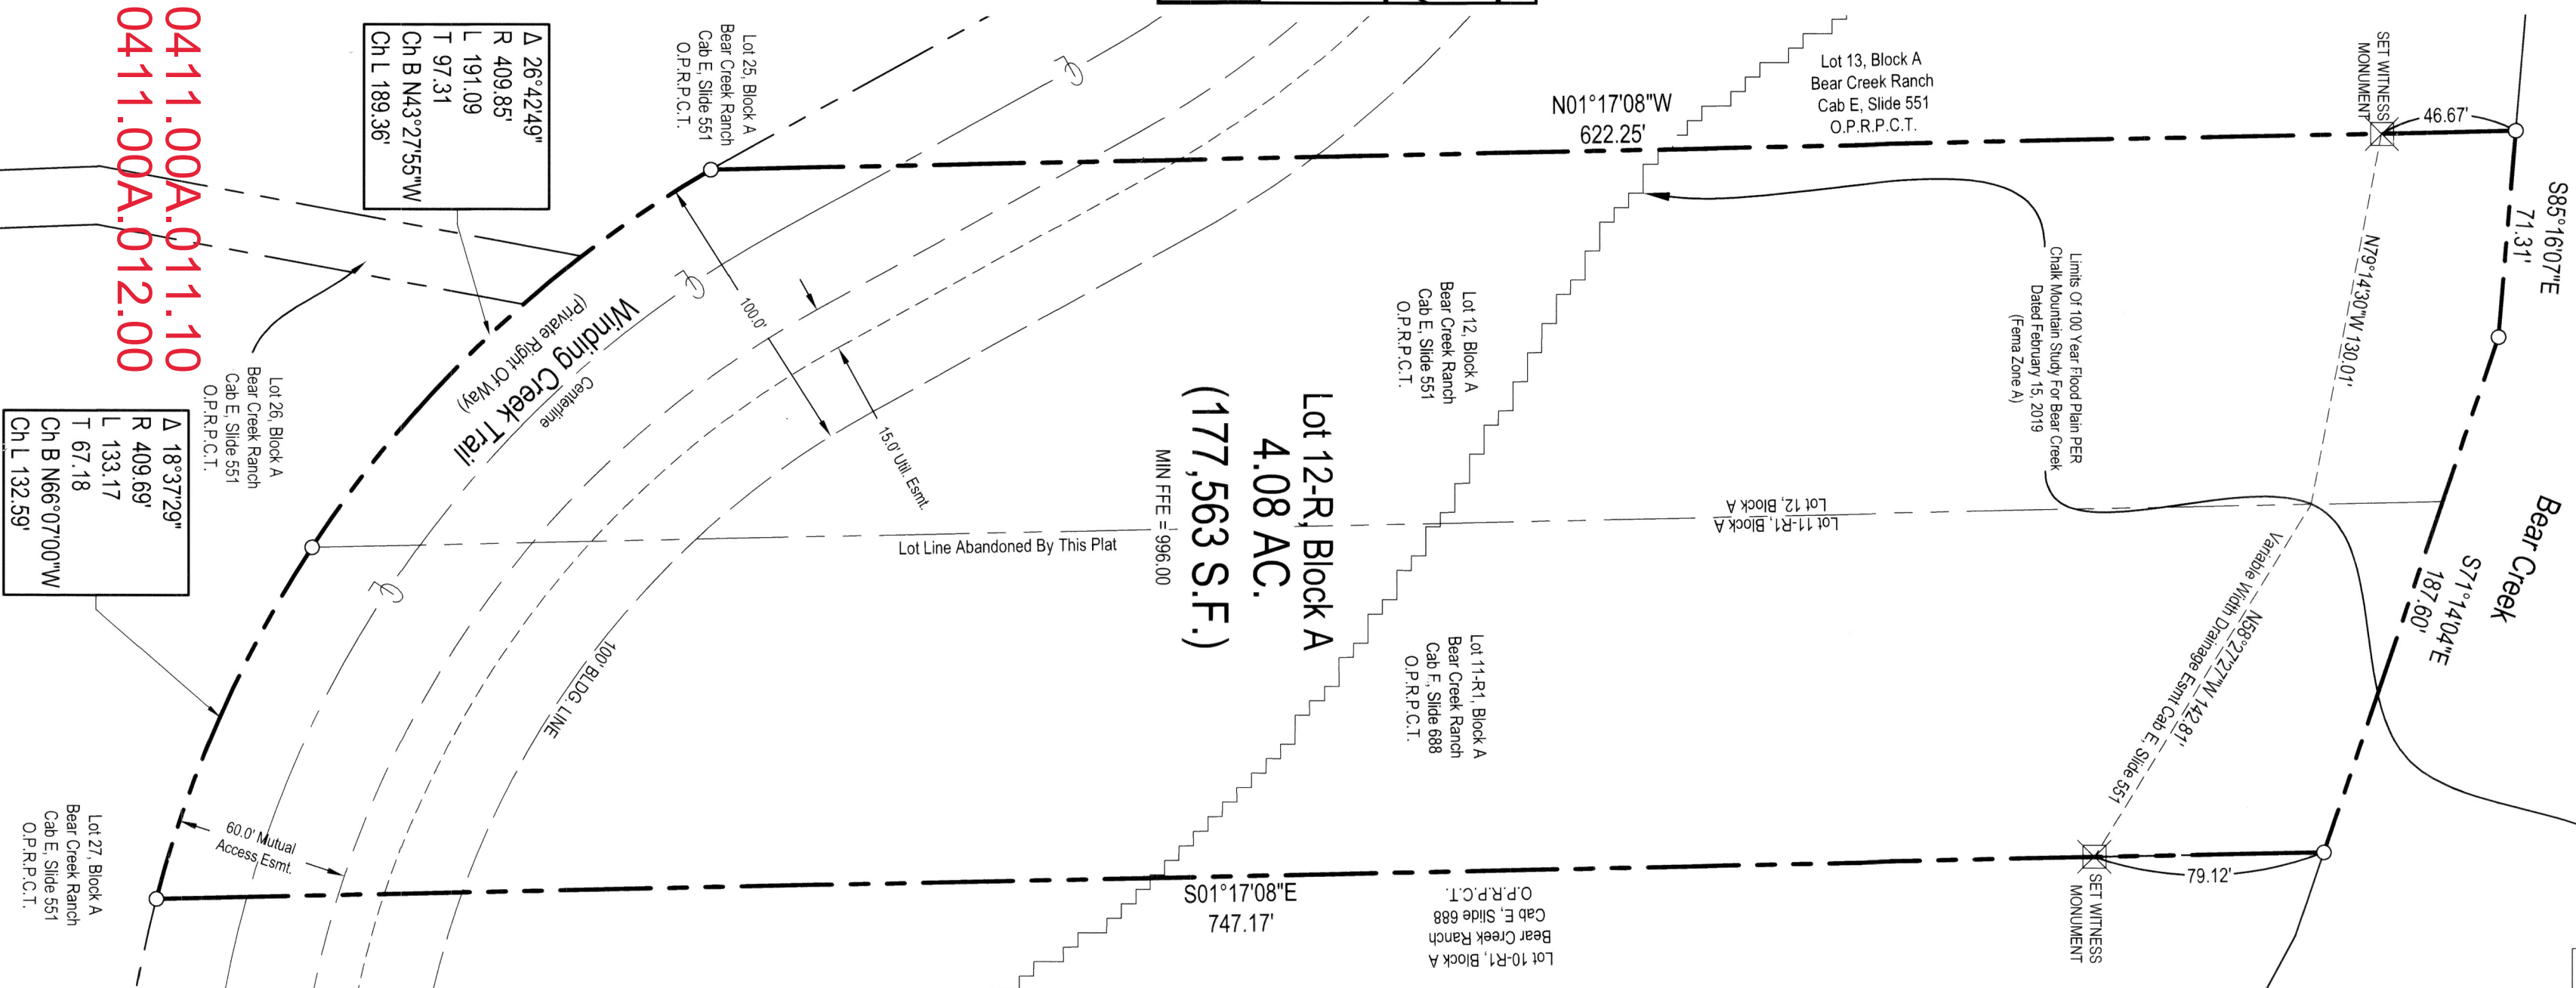 0411.00A.011.10
0411.00A.012.00
Δ 26°42'49"
R 409.85'
L 191.09
T 97.31
Ch B N43°27'55"W
Ch L 189.36'
Lot 25, Block A
Bear Creek Ranch
Cab E, Slide 551
O.P.R.P.C.T.
N01°17'08"W
622.25'
Lot 13, Block A
Bear Creek Ranch
Cab E, Slide 551
O.P.R.P.C.T.
SET WITNESS
MONUMENT
46.67'
S85°16'07"E
71.31'
N79°14'30"W 130.01'
Limits Of 100 Year Flood Plain PER
Chalk Mountain Study For Bear Creek
Dated February 15, 2019
(Fema Zone A)
Lot 12, Block A
Bear Creek Ranch
Cab E, Slide 551
O.P.R.P.C.T.
100.0'
15.0' Util. Esmt.
Winding Creek Trail
(Private Right Of Way)
Centerline
Lot 26, Block A
Bear Creek Ranch
Cab E, Slide 551
O.P.R.P.C.T.
Δ 18°37'29"
R 409.69'
L 133.17
T 67.18
Ch B N66°07'00"W
Ch L 132.59'
Lot 12-R, Block A
4.08 AC.
(177,563 S.F.)
MIN FFE = 996.00
Lot Line Abandoned By This Plat
Lot 11-R1, Block A
Lot 12, Block A
Bear Creek
S71°14'04"E
187.60'
N58°27'27"W 142.81'
Variable Width Drainage Esmt Cab E, Slide 551
Lot 11-R1, Block A
Bear Creek Ranch
Cab F, Slide 688
O.P.R.P.C.T.
100' BLDG. LINE
60.0' Mutual
Access Esmt.
Lot 27, Block A
Bear Creek Ranch
Cab E, Slide 551
O.P.R.P.C.T.
S01°17'08"E
747.17'
Lot 10-R1, Block A
Bear Creek Ranch
Cab E, Slide 688
O.P.R.P.C.T.
79.12'
SET WITNESS
MONUMENT